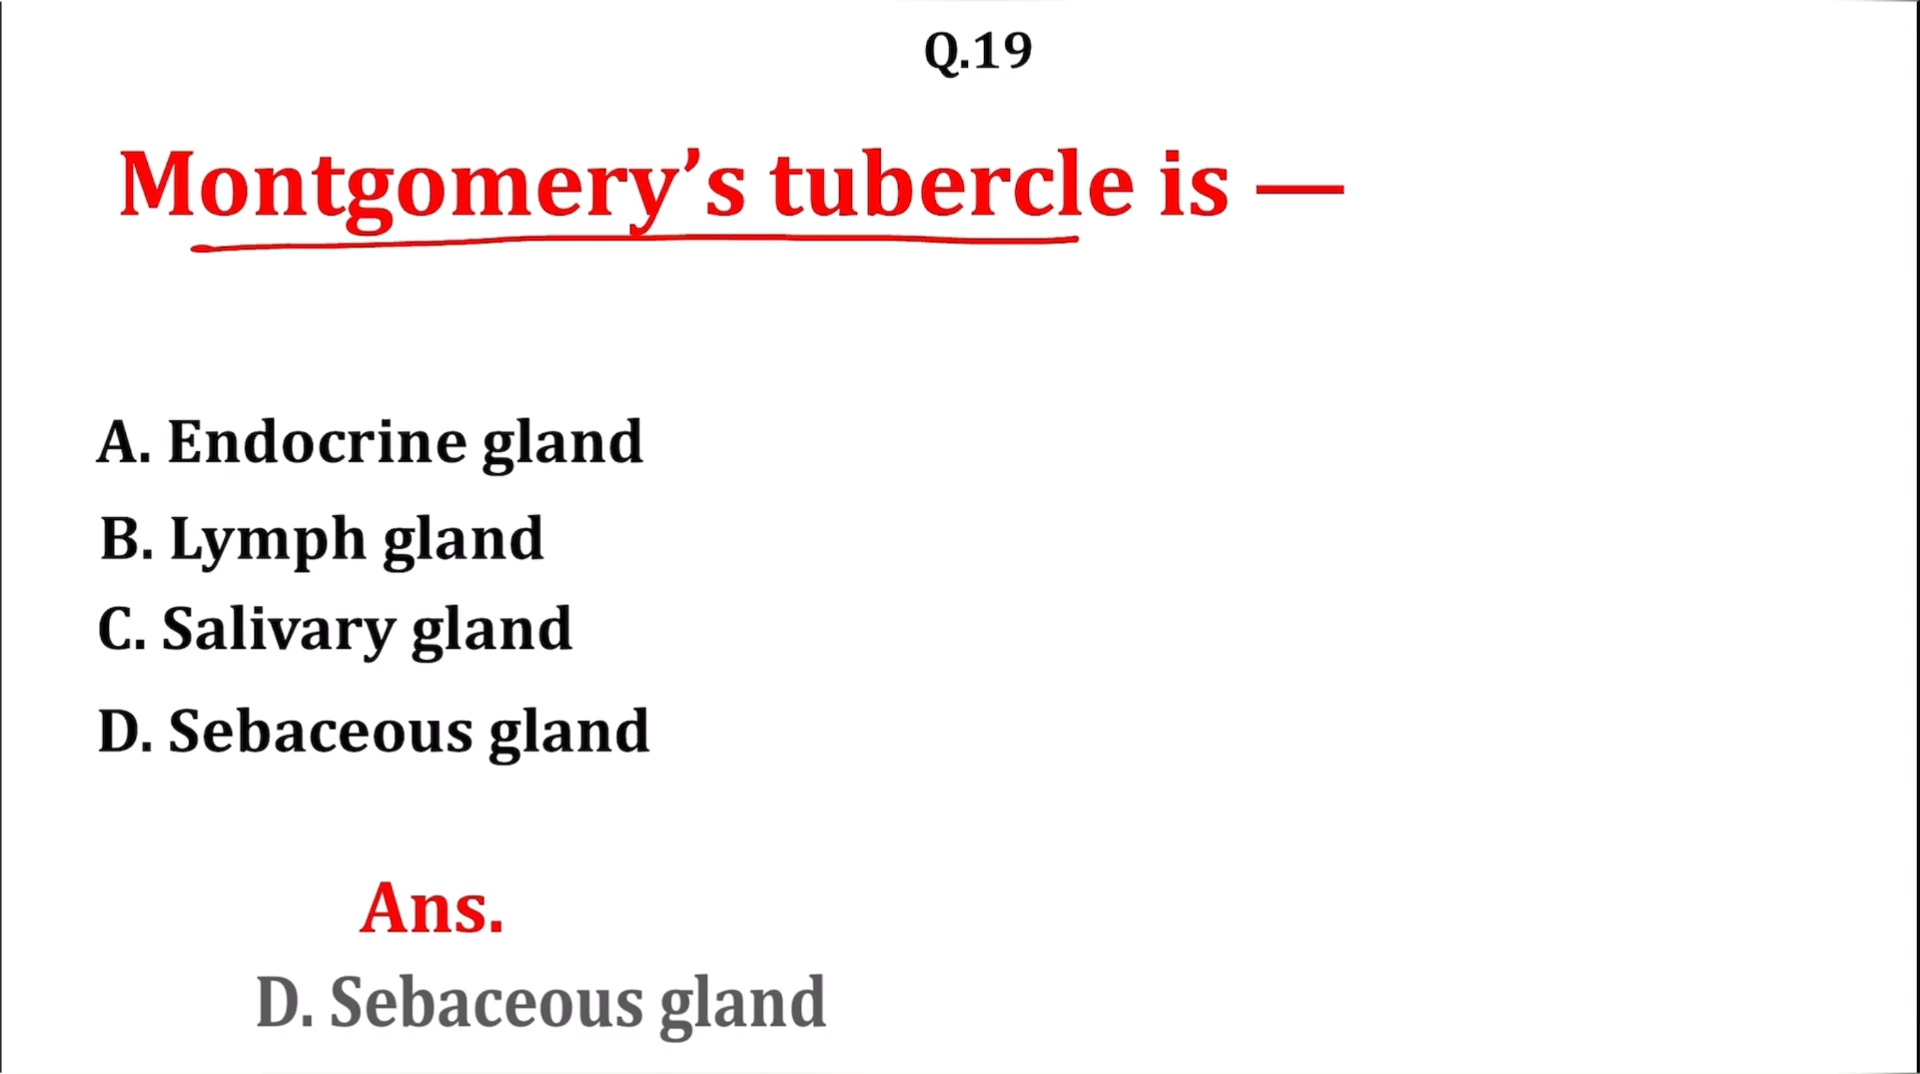 Q.19
Montgomery’s tubercle is —
A. Endocrine gland
B. Lymph gland
C. Salivary gland
D. Sebaceous gland
Ans.
D. Sebaceous gland